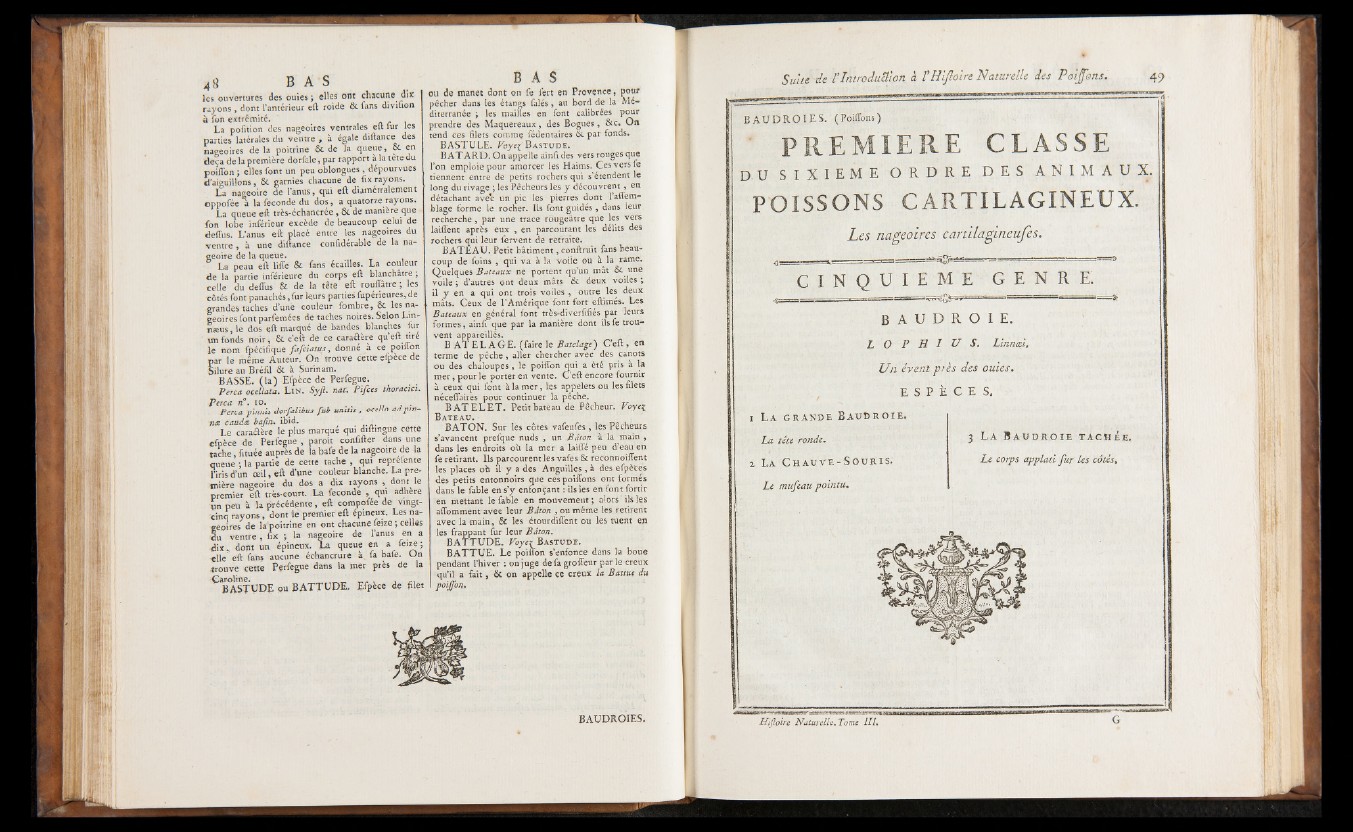 48 BAS
les ouvertures des ouies ; elles ont chacune dix
rayons, dont l'antérieur eſt roide & ſans diviſion
à ſon extrêmité.
La poſition des nageoires ventrales eſt ſur les
parties latérales du ventre, à égale diſtance des
nageoires de la poitrine & de la queue, & en
deça de la première dorſale, par rapport à la tête du
poiſſon ; elles ſont un peu oblongues, dépourvues
d'aiguillons, & garnies chacune de ſix rayons.
La nageoire de l'anus, qui eſt diamétralement
oppoſée à la ſeconde du dos, a quatorze rayons.
La queue eſt très-échancrée, & de manière que
ſon lobe inférieur excède de beaucoup celui de
deſſus. L'anus eſt placé entre les nageoires du
ventre, à une diſtance conſidérable de la na-
geoire de la queue.
La peau eſt liſſe & ſans écailles. La couleur
de la partie inférieure du corps eſt blanchâtre ;
celle du deſſus & de la tête eſt rouſſâtre ; les
côtés ſont panachés, ſur leurs parties ſupérieures, de
grandes taches d'une couleur ſombre, & les na-
geoires ſont parſemées de taches noires. Selon Lin-
næus, le dos eſt marqué de bandes blanches ſur
un fonds noir, & c'eſt de ce caractère qu'eſt tiré
le nom ſpécifique faſciatus, donné à ce poiſſon
par le même Auteur. On trouve cette eſpèce de
Silure au Bréſil & à Surinam.
BASSE. (la) Eſpèce de Perſegue.
Perca ocellata. LIN. Syſt. nat. Piſces thoracici.
Perca n°. 10.
Perca pinnis dorſalibus ſub unitis, ocello ad pin-
næ caudæ baſin. ibid.
Le caractère le plus marqué qui diſtingue cette
eſpèce de Perſegue, paroît conſiſter dans une
tache, ſituée auprès de la baſe de la nageoire de la
queue ; la partie de cette tache, qui repréſente
l'iris d'un œil, eſt d'une couleur blanche. La pre-
mière nageoire du dos a dix rayons, dont le
premier eſt très-court. La ſeconde, qui adhère
un peu à la précédente, eſt compoſée de vingt-
cinq rayons, dont le premier eſt épineux. Les na-
geoires de la poitrine en ont chacune ſeize ; celles
du ventre, ſix ; la nageoire de l'anus en a
dix, dont un épineux. La queue en a ſeize ;
elle eſt ſans aucune échancrure à ſa baſe. On
trouve cette Perſegue dans la mer près de la
Caroline.
BASTUDE ou BATTUDE. Eſpèce de filet
BAS
ou de manet dont on ſe ſert en Provence, pour
pêcher dans les étangs ſalés, au bord de la Mé-
diterranée ; les mailles en ſont calibrées pour
prendre des Maquereaux, des Bogues, &c. On
tend ces filets comme ſédentaires & par fonds.
BASTULE. Voyez BASTUDE.
BATARD. On appelle ainſi des vers rouges que
l'on emploie pour amorcer les Haims. Ces vers ſe
tiennent entre de petits rochers qui s'étendent le
long du rivage ; les Pêcheurs les y découvrent, en
détachant avec un pic les pierres dont l'aſſem-
blage forme le rocher. Ils ſont guidés, dans leur
recherche, par une trace rougeâtre que les vers
laiſſent après eux, en parcourant les délits des
rochers qui leur ſervent de retraite.
BATEAU. Petit bâtiment, conſtruit ſans beau-
coup de ſoins, qui va à la voile ou à la rame.
Quelques Bateaux ne portent qu'un mât & une
voile ; d'autres ont deux mâts & deux voiles ;
il y en a qui ont trois voiles, outre les deux
mâts. Ceux de l'Amérique ſont fort eſtimés. Les
Bateaux en général ſont très-diverſifiés par leurs
formes, ainſi que par la manière dont ils ſe trou-
vent appareillés.
BATELAGE. (faire le Batelage) C'eſt, en
terme de pêche, aller chercher avec des canots
ou des chaloupes, le poiſſon qui a été pris à la
mer, pour le porter en vente. C'eſt encore fournir
à ceux qui ſont à la mer, les appelets ou les filets
néceſſaires pour continuer la pêche.
BATELET. Petit bateau de Pêcheur. Voyez
BATEAU.
BATON. Sur les côtes vaſeuſes, les Pêcheurs
s'avancent preſque nuds, un Bâton à la main,
dans les endroits où la mer a laiſſé peu d'eau en
ſe retirant. Ils parcourent les vaſes & reconnoiſſent
les places où il y a des Anguilles, à des eſpèces
des petits entonnoirs que ces poiſſons ont formés
dans le ſable en s'y enfonçant : ils les en font ſortir
en mettant le ſable en mouvement ; alors ils les
aſſomment avec leur Bâton, ou même les retirent
avec la main, & les étourdiſſent ou les tuent en
les frappant ſur leur Bâton.
BATTUDE. Voyez BASTUDE.
BATTUE. Le poiſſon s'enfonce dans la boue
pendant l'hiver : on juge de ſa groſſeur par le creux
qu'il a fait, & on appelle ce creux la Battue du
poiſſon.
BAUDROIES.
Suite de l'Introduction à l'Hiſtoire Naturelle des Poiſſons. 49
BAUDROIES. (Poiſſons)
PREMIERE CLASSE
DU SIXIEME ORDRE DES ANIMAUX.
POISSONS CARTILAGINEUX.
Les nageoires cartilagineuſes.
CINQUIEME GENRE.
BAUDROIE.
LOPHIUS. Linnæi.
Un évent près des ouies.
ESPÈCES.
1 LA GRANDE BAUDROIE.
La tête ronde.
2 LA CHAUVE-SOURIS.
Le muſeau pointu.
3 LA BAUDROIE TACHÉE.
Le corps applati ſur les côtés.
Hiſtoire Naturelle. Tome III. G